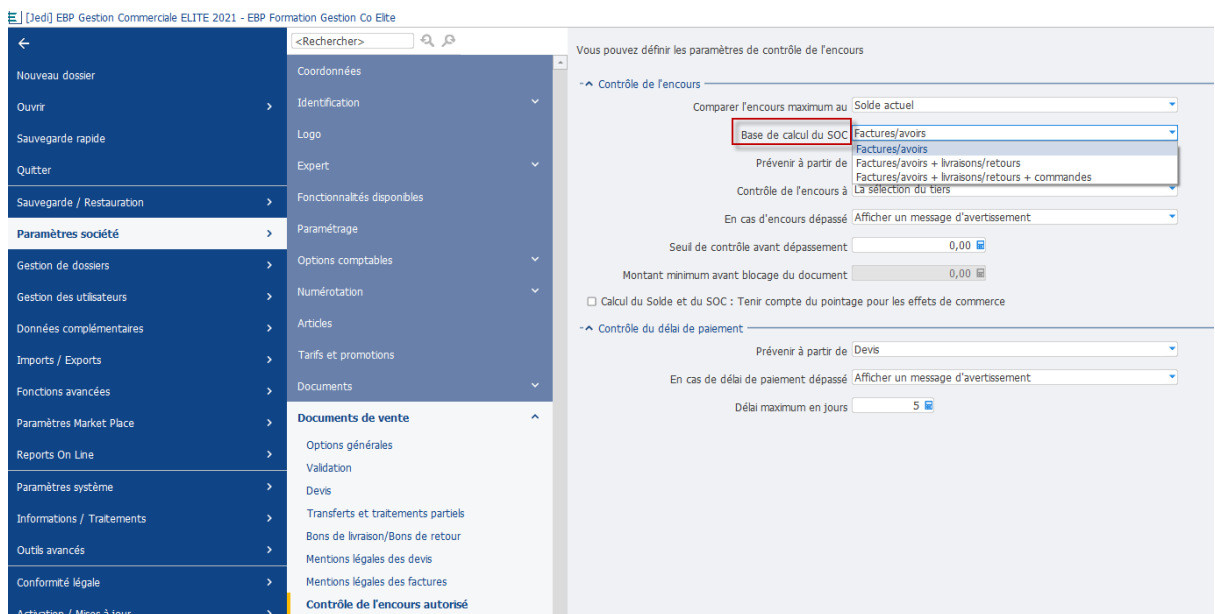 [Jedi] EBP Gestion Commerciale ELITE 2021 - EBP Formation Gestion Co Elite
Nouveau dossier
Ouvrir
Sauvegarde rapide
Quitter
Sauvegarde / Restauration
Paramètres société
Gestion de dossiers
Gestion des utilisateurs
Données complémentaires
Imports / Exports
Fonctions avancées
Paramètres Market Place
Reports On Line
Paramètres système
Informations / Traitements
Outils avancés
Conformité légale
Activation / Mises à jour
<Rechercher>
Coordonnées
Identification
Logo
Expert
Fonctionnalités disponibles
Paramétrage
Options comptables
Numérotation
Articles
Tarifs et promotions
Documents
Documents de vente
Options générales
Validation
Devis
Transferts et traitements partiels
Bons de livraison/Bons de retour
Mentions légales des devis
Mentions légales des factures
Contrôle de l'encours autorisé
Vous pouvez définir les paramètres de contrôle de l'encours
Contrôle de l'encours
Comparer l'encours maximum au Solde actuel
Base de calcul du SOC Factures/avoirs
Factures/avoirs
Prévenir à partir de Factures/avoirs + livraisons/retours
Factures/avoirs + livraisons/retours + commandes
Contrôle de l'encours à La sélection du tiers
En cas d'encours dépassé Afficher un message d'avertissement
Seuil de contrôle avant dépassement 0,00
Montant minimum avant blocage du document 0,00
Calcul du Solde et du SOC : Tenir compte du pointage pour les effets de commerce
Contrôle du délai de paiement
Prévenir à partir de Devis
En cas de délai de paiement dépassé Afficher un message d'avertissement
Délai maximum en jours 5